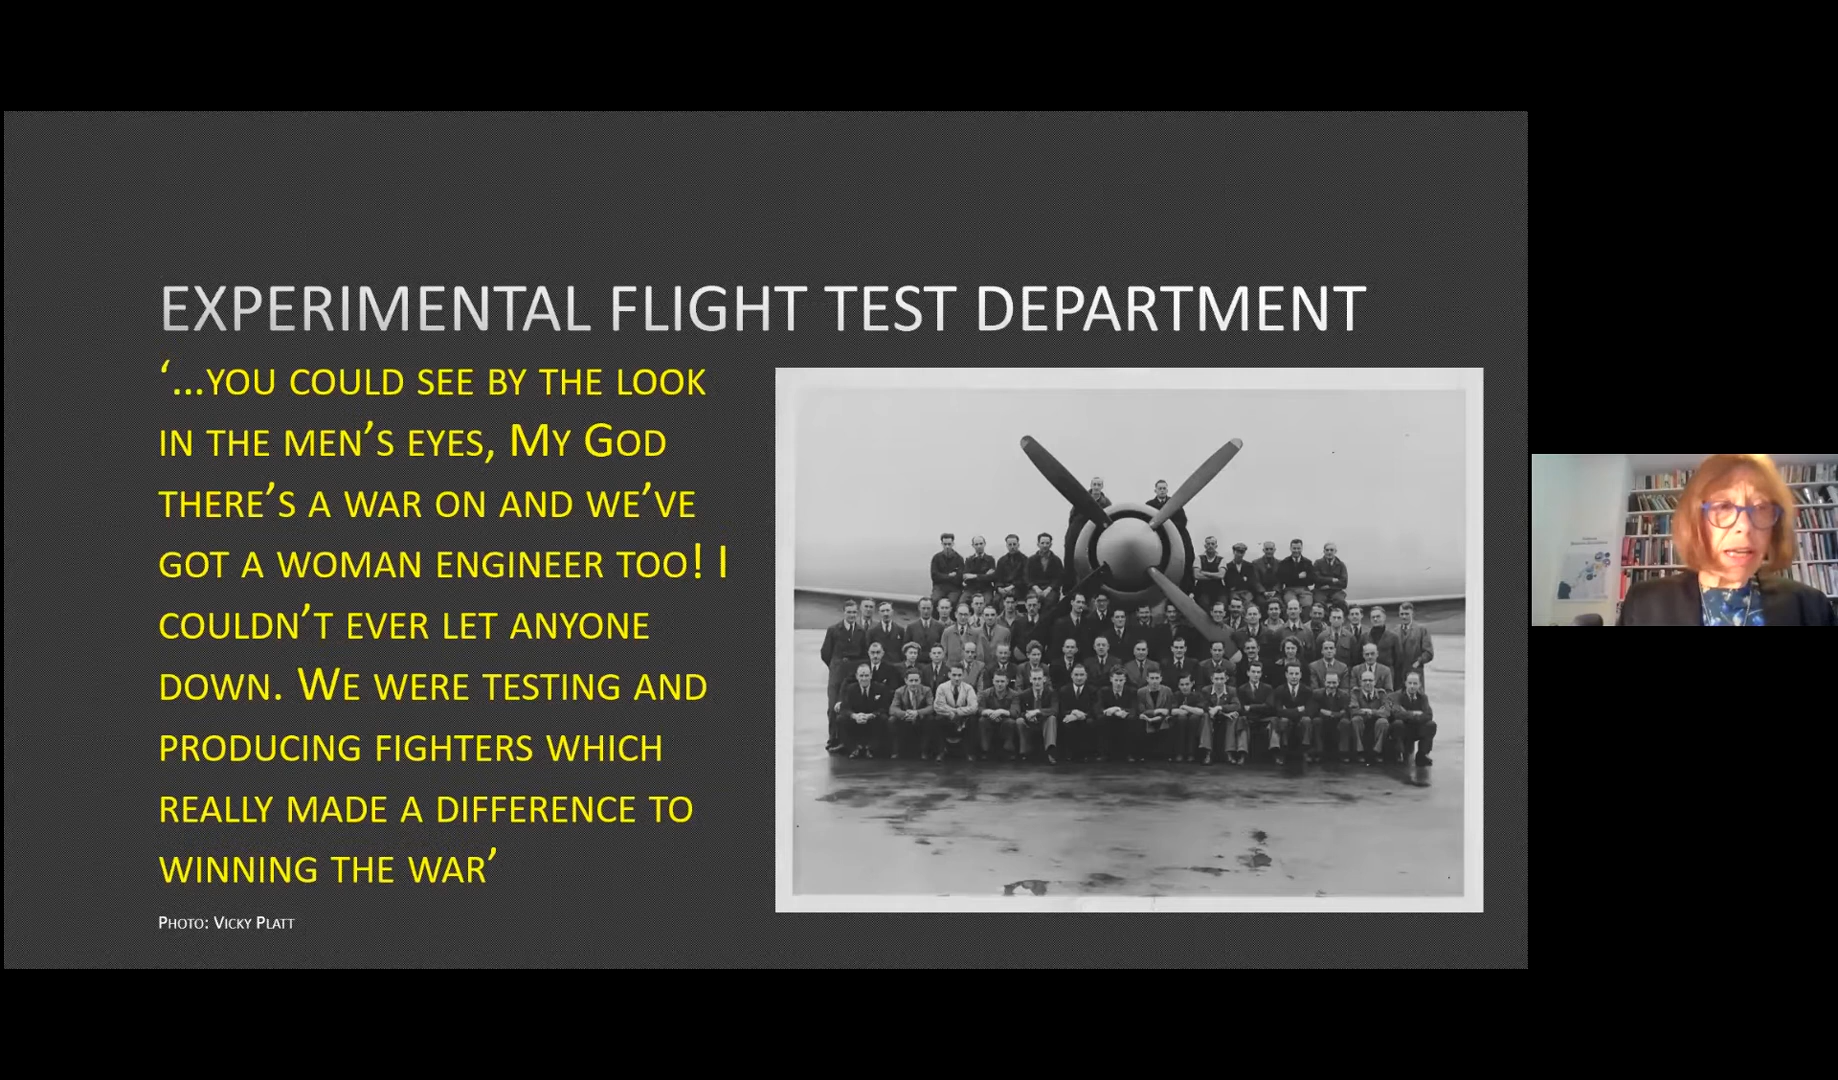 EXPERIMENTAL FLIGHT TEST DEPARTMENT
‘…you could see by the look
in the men’s eyes, My God
there’s a war on and we’ve
got a woman engineer too! I
couldn’t ever let anyone
down. We were testing and
producing fighters which
really made a difference to
winning the war’
Photo: Vicky Platt